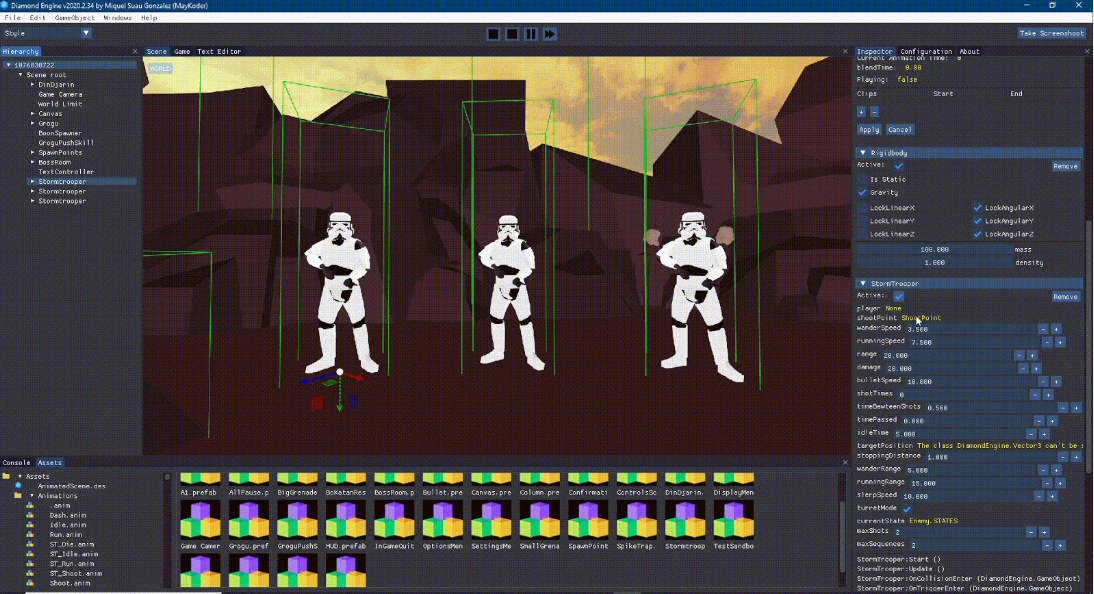 Diamond Engine v2020.2.34 by Miquel Suau Gonzalez (MayKoder)
File Edit GameObject Windows Help
Style
Take Screenshoot
Hierarchy
1076030722
Scene root
DinDjarin
Game Camera
World Limit
Canvas
Grogu
BoonSpawner
GroguPushSkill
SpawnPoints
BossRoom
TextController
Stormtrooper
Stormtrooper
Stormtrooper
Scene Game Text Editor
WORLD
Console Assets
Assets
AnimatedScene.des
Animations
.anim
Dash.anim
Idle.anim
Run.anim
ST_Die.anim
ST_Idle.anim
ST_Run.anim
ST_Shoot.anim
Shoot.anim
A1.prefab AllPause.p BigGrenade BoKatanRes BossRoom.p Bullet.pre Canvas.pre Column.pre Confirmati ControlsSc DinDjarin. DisplayMen
Game Camer Grogu.pref GroguPushS HUD.prefab InGameQuit OptionsMen SettingsMe SmallGrena SpawnPoint SpikeTrap. Stormtroop TestSandbo
Inspector Configuration About
Current Animation Time: 0
blendTime: 0.00
Playing: false
Clips Start End
+ -
Apply Cancel
Rigidbody
Active: Remove
Is Static
Gravity
LockLinearX LockAngularX
LockLinearY LockAngularY
LockLinearZ LockAngularZ
100.000 mass
1.000 density
StormTrooper
Active: Remove
player None
shootPoint ShootPoint
wanderSpeed 3.500 - +
runningSpeed 7.500 - +
range 20.000 - +
damage 20.000 - +
bulletSpeed 10.000 - +
shotTimes 0 - +
timeBewteenShots 0.500 - +
timePassed 0.000 - +
idleTime 5.000 - +
targetPosition The class DiamondEngine.Vector3 can't be s
stoppingDistance 1.000 - +
wanderRange 5.000 - +
runningRange 15.000 - +
slerpSpeed 10.000 - +
turretMode
currentState Enemy.STATES
maxShots 2 - +
maxSequences 2 - +
StormTrooper:Start ()
StormTrooper:Update ()
StormTrooper:OnCollisionEnter (DiamondEngine.GameObject)
StormTrooper:OnTriggerEnter (DiamondEngine.GameObject)